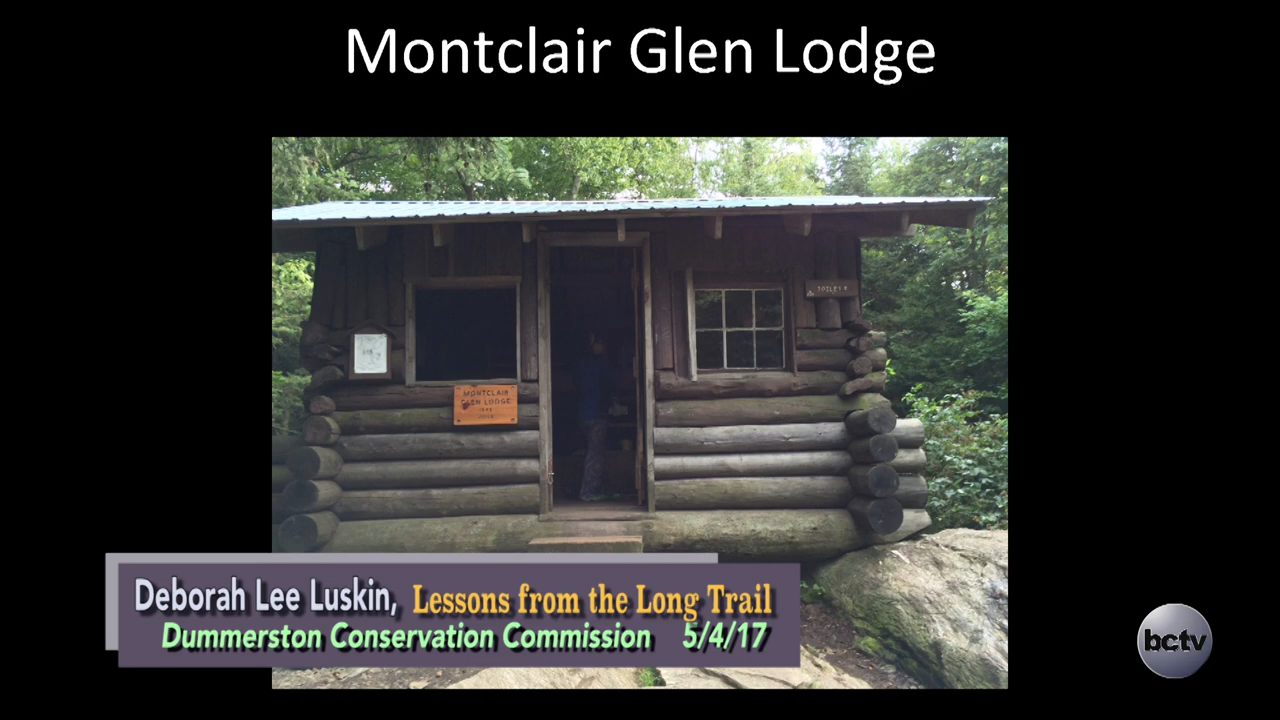 Montclair Glen Lodge
TOILETS
MONTCLAIR
GLEN LODGE
Deborah Lee Luskin, Lessons from the Long Trail
Dummerston Conservation Commission 5/4/17
bctv